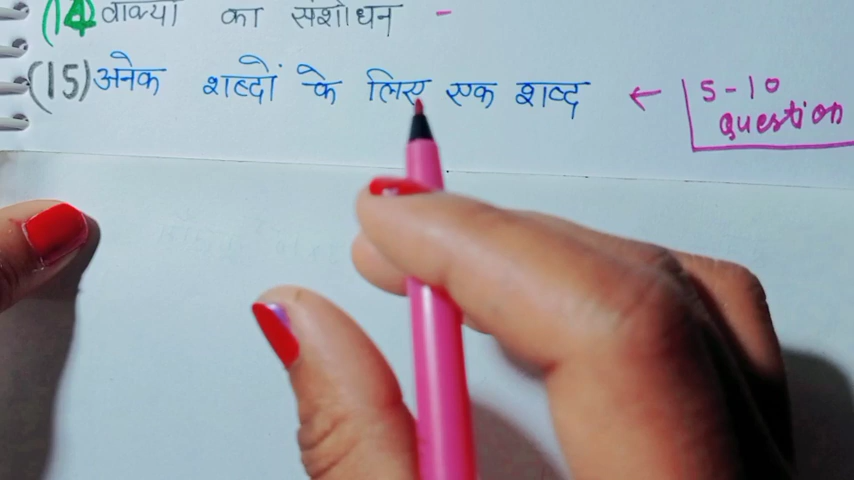 (14) वाक्यो का संशोधन -
(15) अनेक शब्दों के लिए एक शब्द ← 5-10
Question